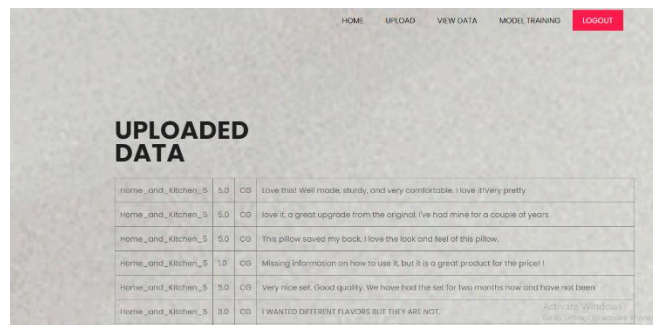 HOME UPLOAD VIEW DATA MODEL TRAINING LOGOUT
UPLOADED
DATA
Home_and_Kitchen_5 5.0 CG Love this! Well made, sturdy, and very comfortable. I love it!Very pretty
Home_and_Kitchen_5 5.0 CG love it, a great upgrade from the original. I've had mine for a couple of years
Home_and_Kitchen_5 5.0 CG This pillow saved my back. I love the look and feel of this pillow.
Home_and_Kitchen_5 1.0 CG Missing information on how to use it, but it is a great product for the price! I
Home_and_Kitchen_5 5.0 CG Very nice set. Good quality. We have had the set for two months now and have not been
Home_and_Kitchen_5 3.0 CG I WANTED DIFFERENT FLAVORS BUT THEY ARE NOT.
Activate Windows
Go to Settings to activate Windows